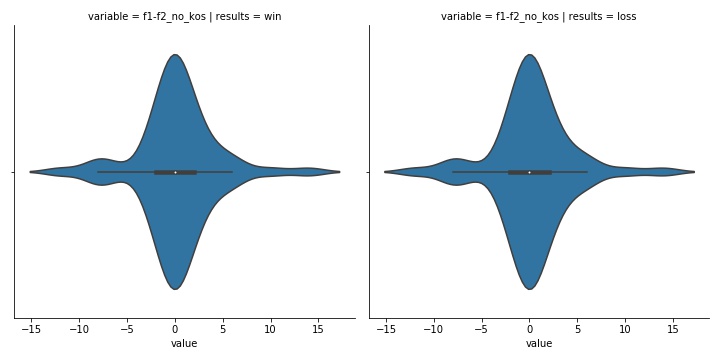 variable = f1-f2_no_kos | results = win
variable = f1-f2_no_kos | results = loss
−15 −10 −5 0 5 10 15
−15 −10 −5 0 5 10 15
value
value